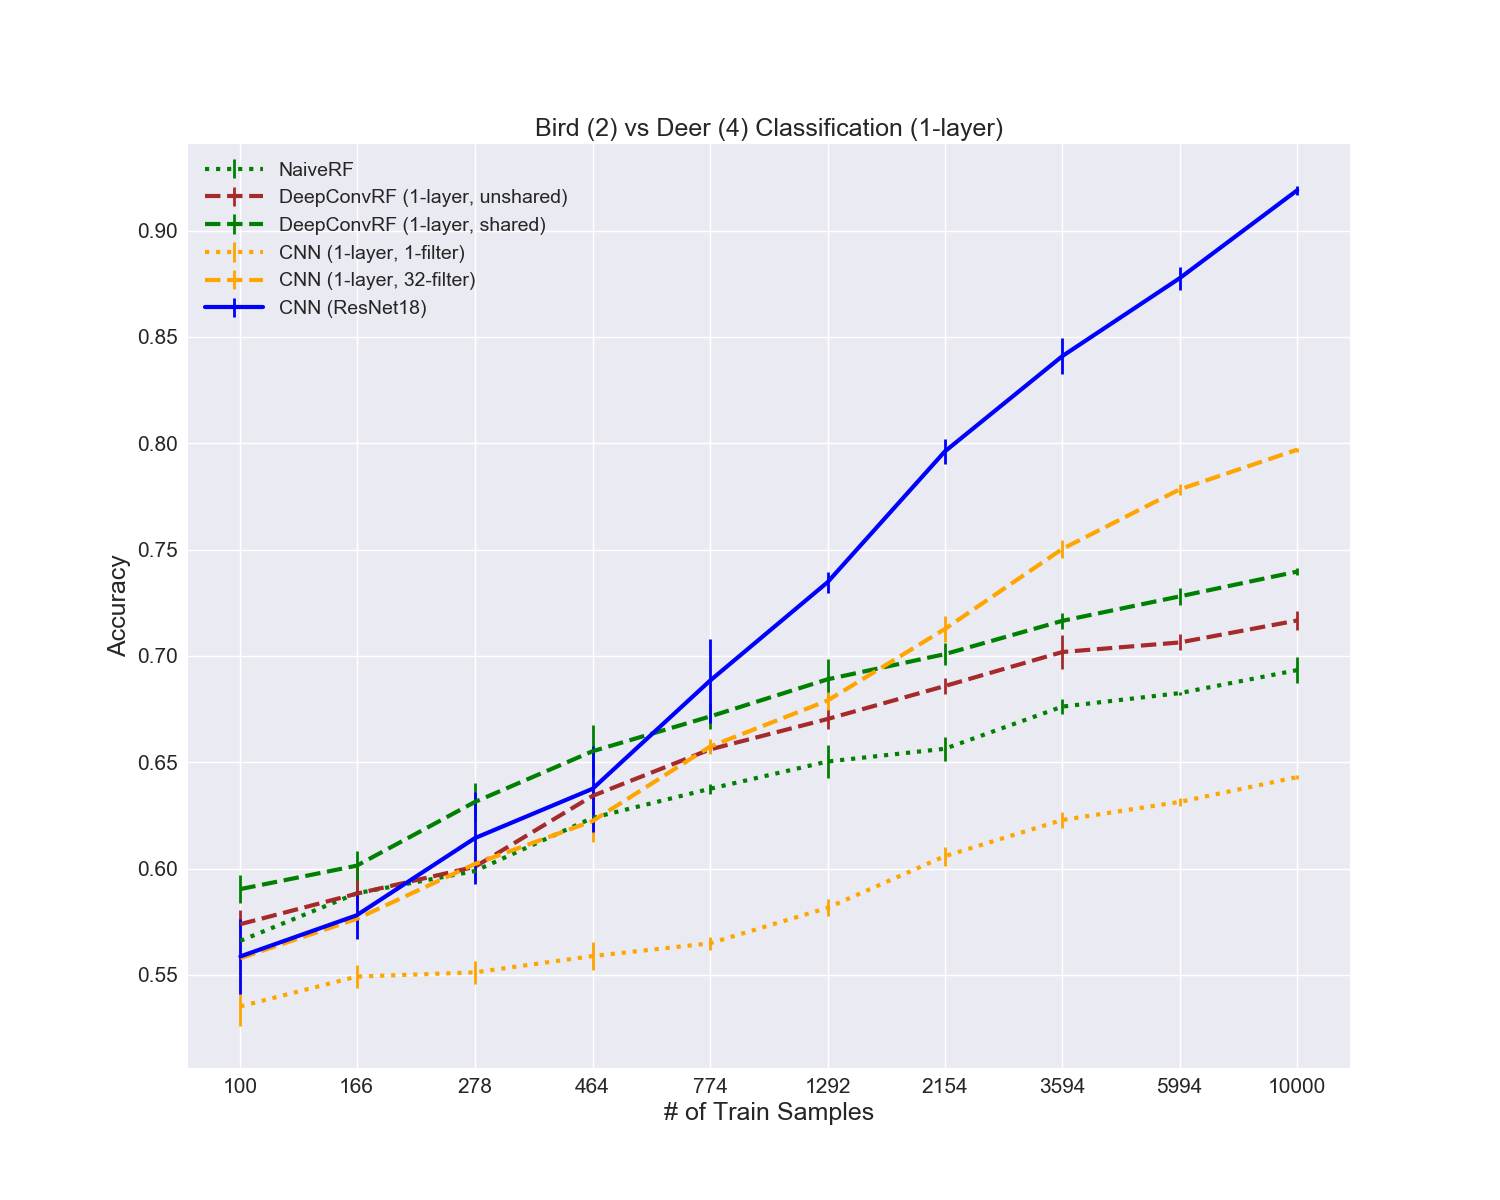 Bird (2) vs Deer (4) Classification (1-layer)
NaiveRF
DeepConvRF (1-layer, unshared)
DeepConvRF (1-layer, shared)
CNN (1-layer, 1-filter)
CNN (1-layer, 32-filter)
CNN (ResNet18)
0.90
0.85
0.80
0.75
0.70
0.65
0.60
0.55
Accuracy
100 166 278 464 774 1292 2154 3594 5994 10000
# of Train Samples